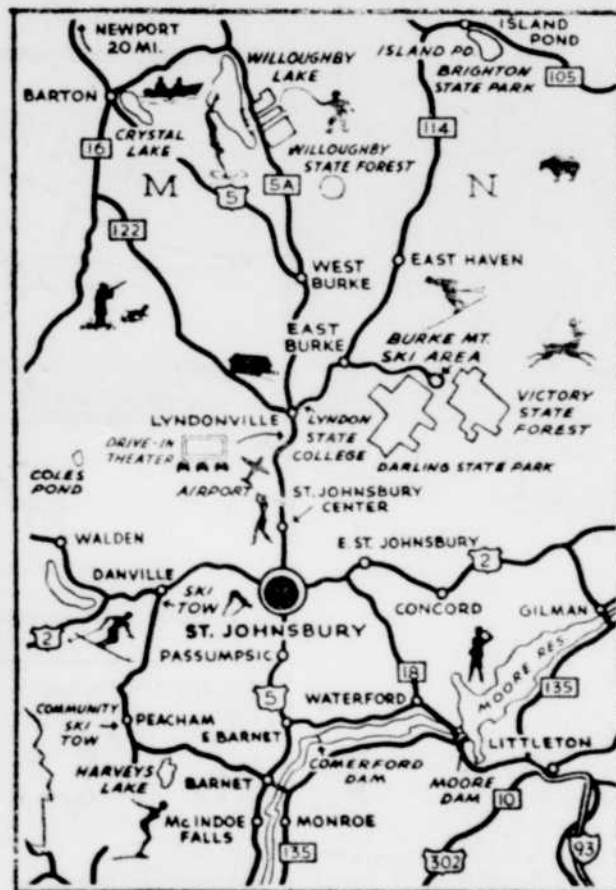 NEWPORT
20 MI.
WILLOUGHBY
LAKE
ISLAND
POND
ISLAND PD
BRIGHTON
STATE PARK
105
BARTON
CRYSTAL
LAKE
114
16
WILLOUGHBY
STATE FOREST
M
N
5
5A
122
WEST
BURKE
EAST HAVEN
EAST
BURKE
BURKE MT.
SKI AREA
VICTORY
STATE
FOREST
LYNDONVILLE
LYNDON
STATE
COLLEGE
DARLING STATE PARK
DRIVE-IN
THEATER
COLES
POND
AIRPORT
ST. JOHNSBURY
CENTER
WALDEN
E. ST. JOHNSBURY
2
DANVILLE
SKI
TOW
CONCORD
GILMAN
ST. JOHNSBURY
2
PASSUMPSIC
MOORE RES.
18
135
5
WATERFORD
COMMUNITY
SKI
TOW
PEACHAM
E BARNET
LITTLETON
HARVEYS
LAKE
BARNET
COMERFORD
DAM
MOORE
DAM
10
MC INDOE
FALLS
MONROE
135
302
93